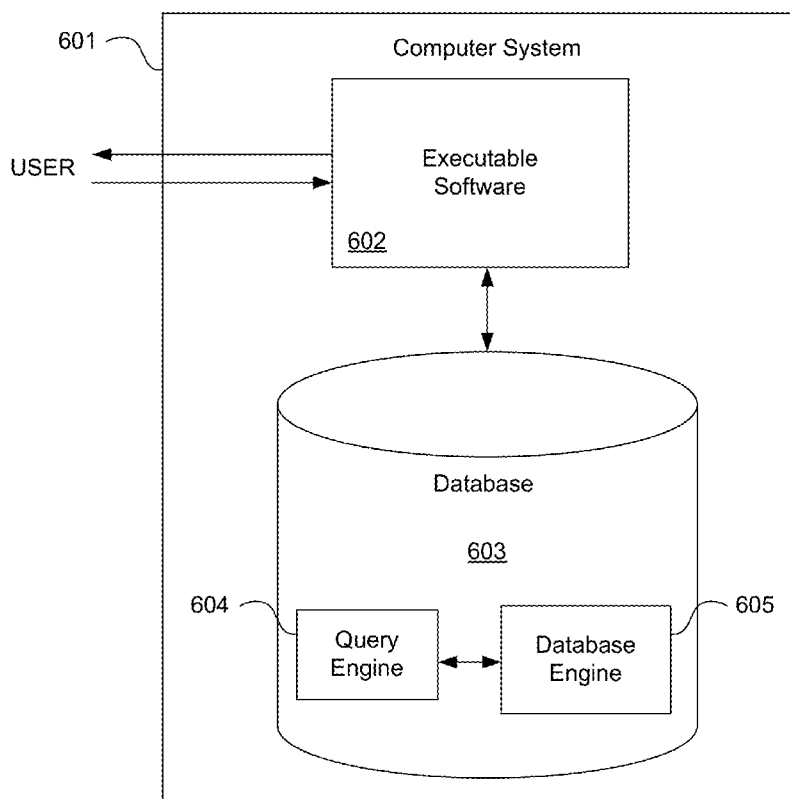 601
Computer System
USER
Executable
Software
602
Database
603
604
605
Query
Engine
Database
Engine